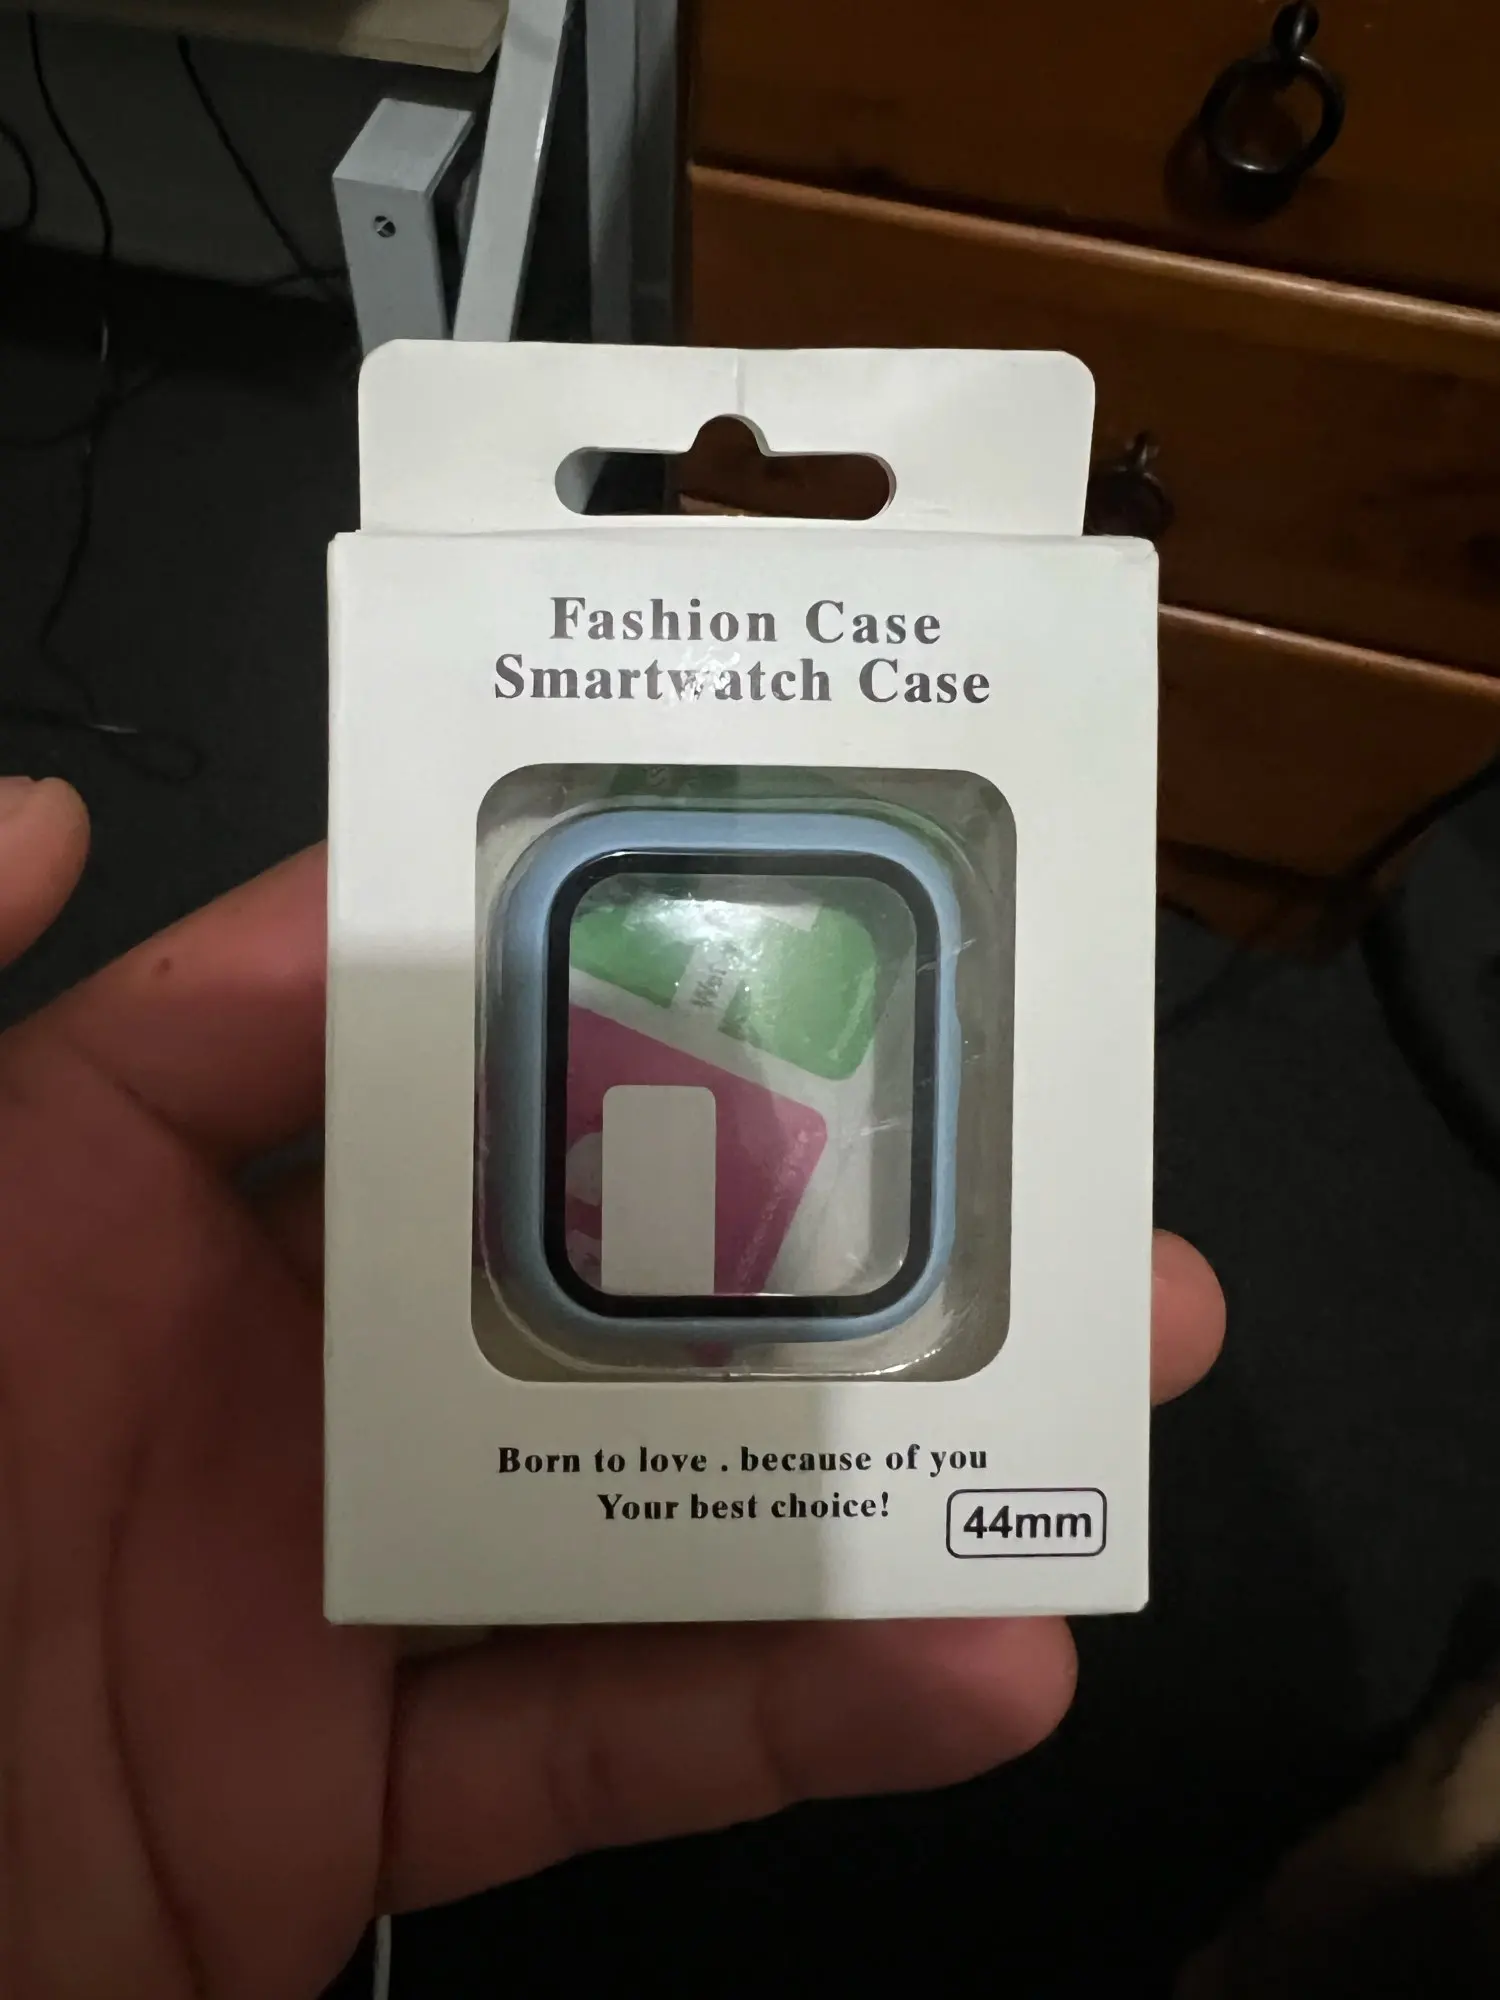 Fashion Case
Smartwatch Case
Born to love . because of you
Your best choice!
44mm